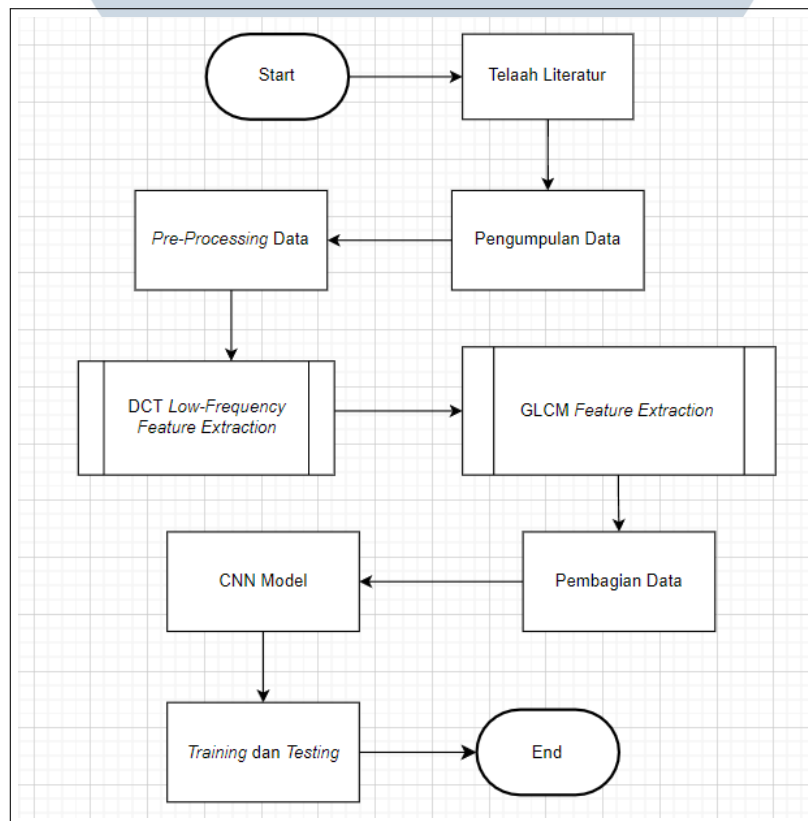 Start
Telaah Literatur
Pengumpulan Data
Pre-Processing Data
DCT Low-Frequency
Feature Extraction
GLCM Feature Extraction
Pembagian Data
CNN Model
Training dan Testing
End